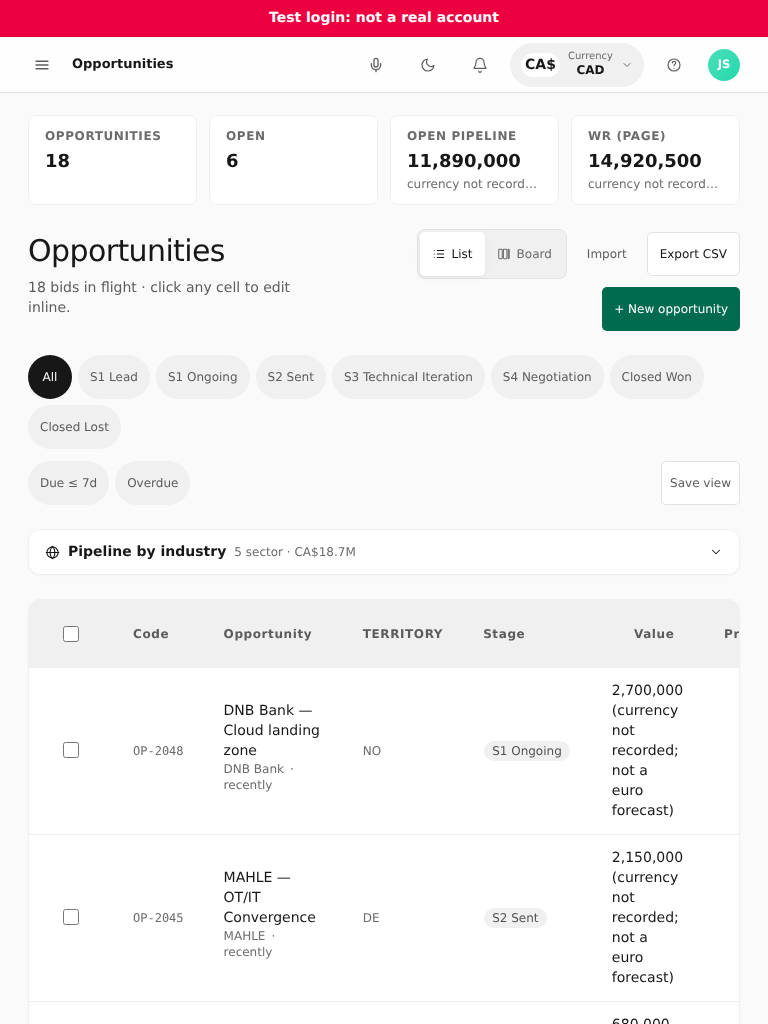 Test login: not a real account
Opportunities
CA$ Currency CAD
JS
OPPORTUNITIES
18
OPEN
6
OPEN PIPELINE
11,890,000
currency not record…
WR (PAGE)
14,920,500
currency not record…
Opportunities
18 bids in flight · click any cell to edit
inline.
List Board Import Export CSV
+ New opportunity
All S1 Lead S1 Ongoing S2 Sent S3 Technical Iteration S4 Negotiation Closed Won
Closed Lost
Due ≤ 7d Overdue Save view
Pipeline by industry 5 sector · CA$18.7M
Code Opportunity TERRITORY Stage Value Pr
OP-2048
DNB Bank —
Cloud landing
zone
DNB Bank ·
recently
NO
S1 Ongoing
2,700,000
(currency
not
recorded;
not a
euro
forecast)
OP-2045
MAHLE —
OT/IT
Convergence
MAHLE ·
recently
DE
S2 Sent
2,150,000
(currency
not
recorded;
not a
euro
forecast)
680,000